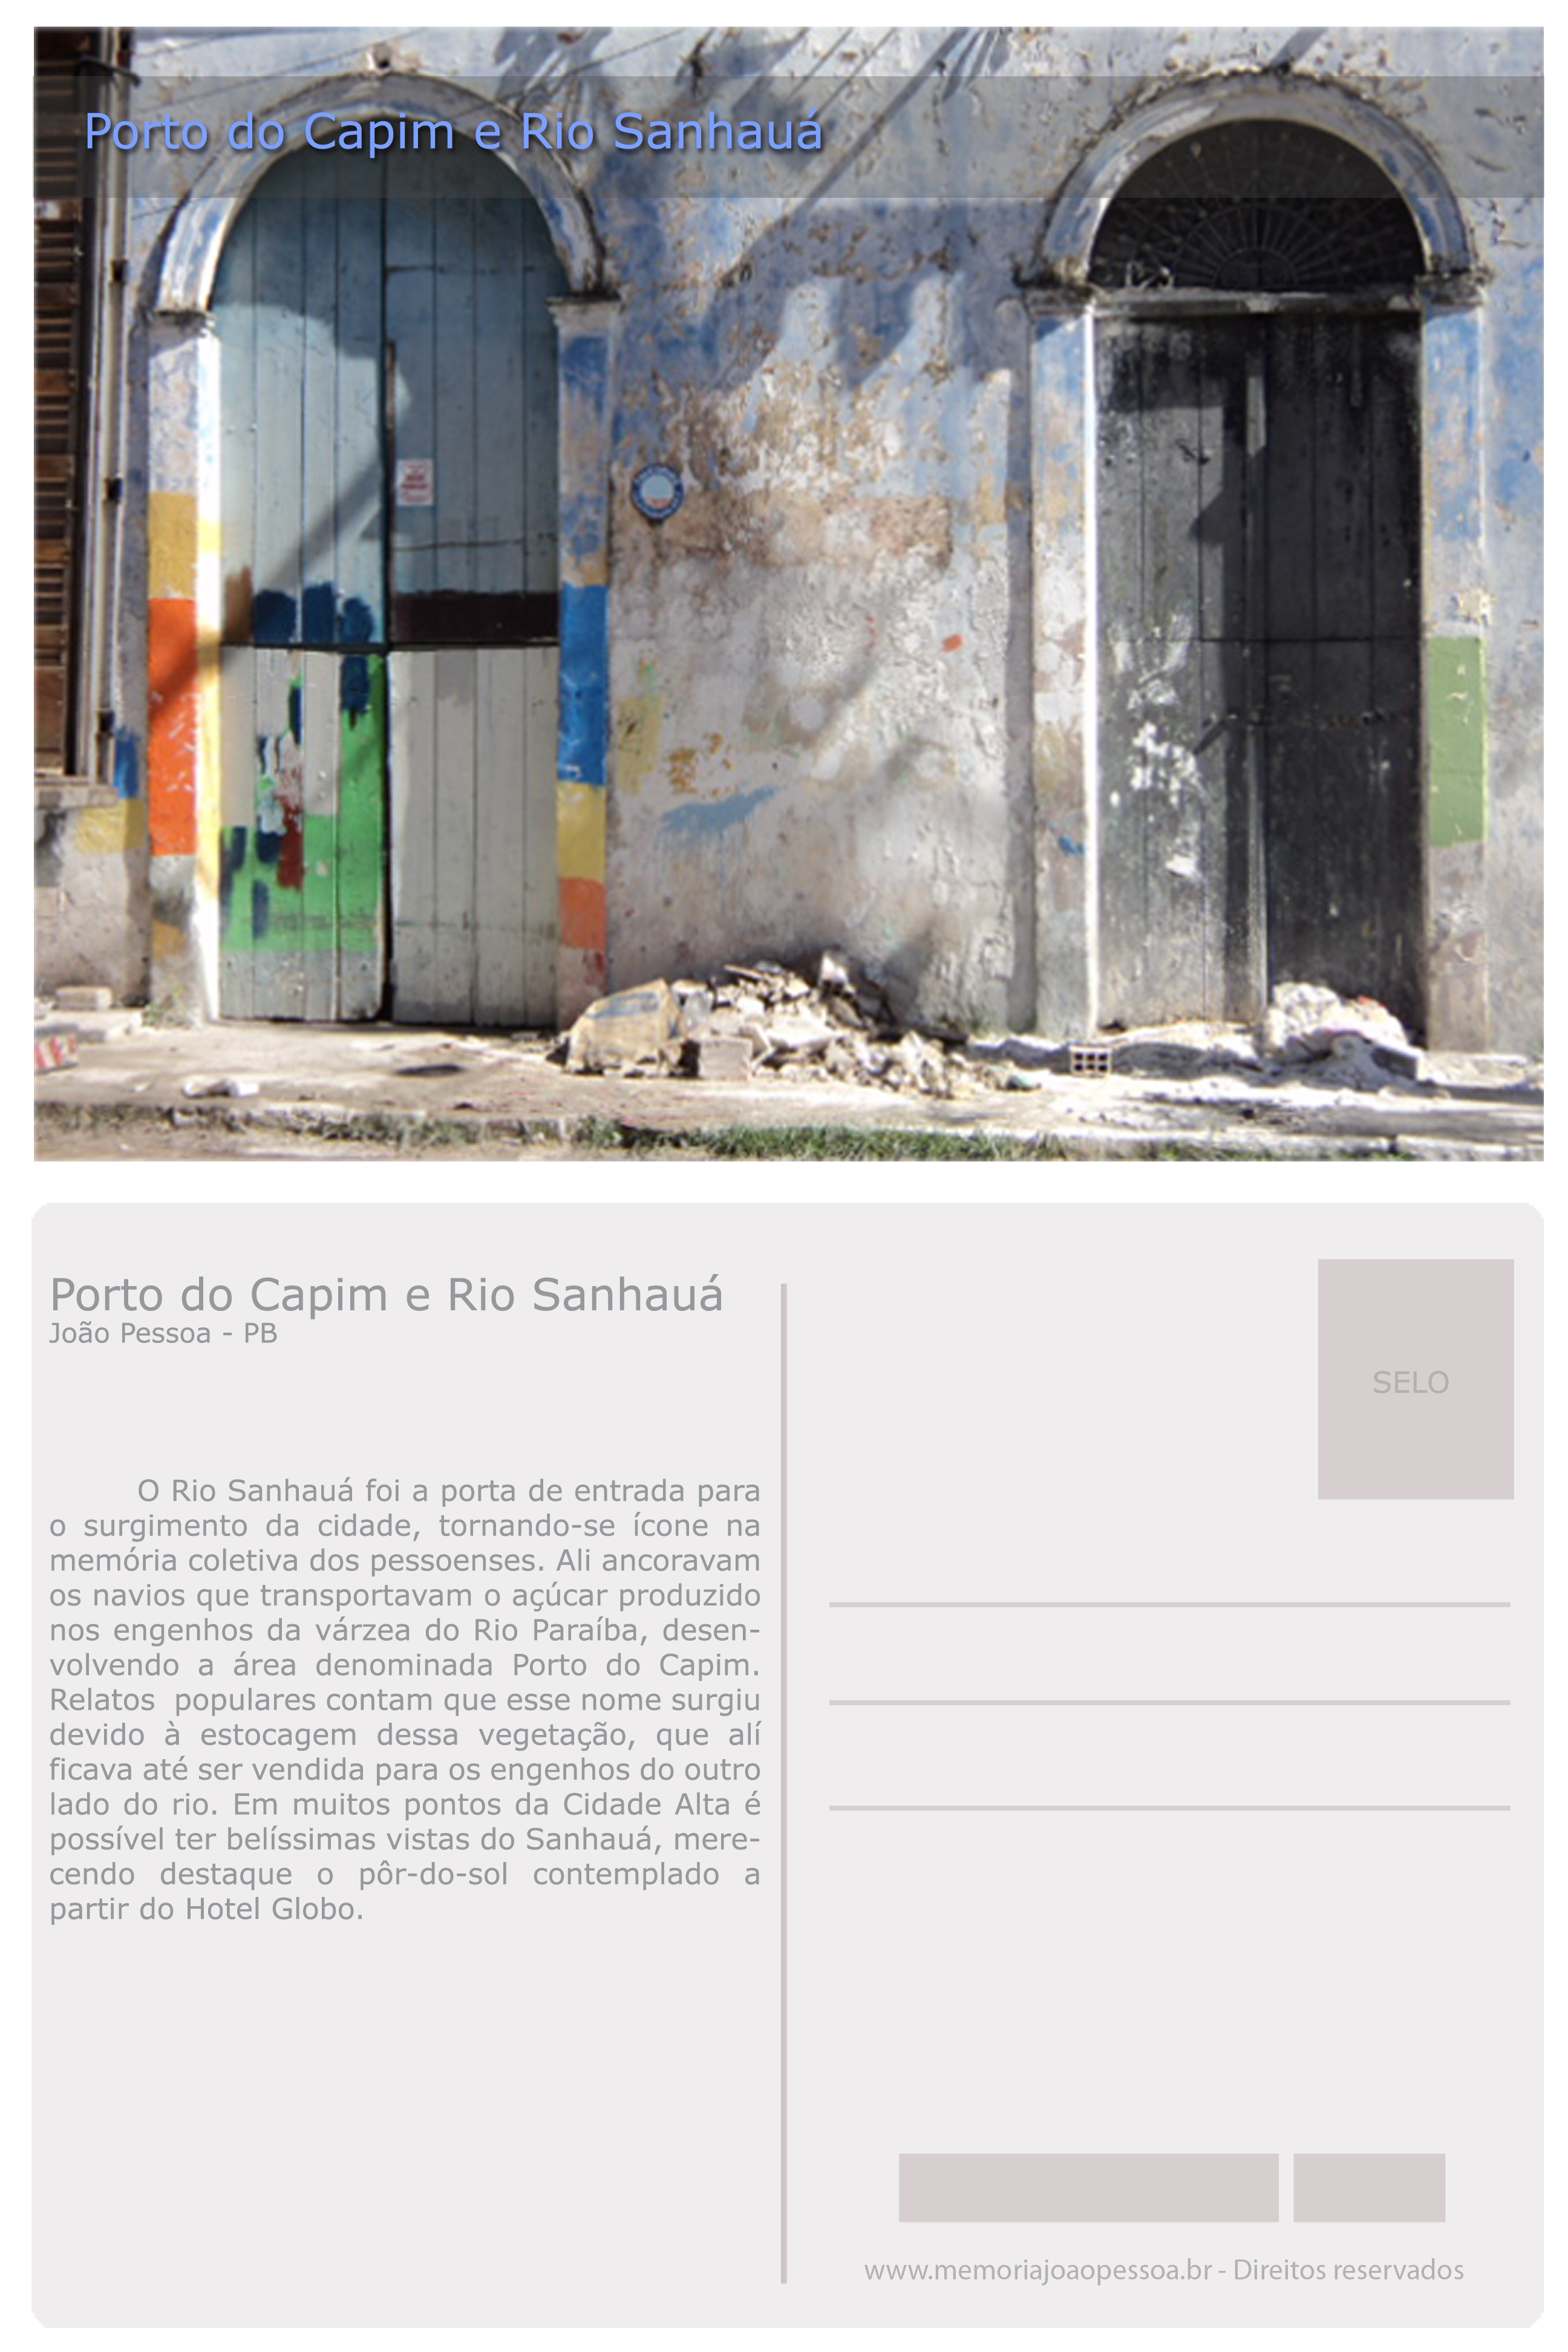 Porto do Capim e Rio Sanhauá
Porto do Capim e Rio Sanhauá
João Pessoa - PB
SELO
O Rio Sanhauá foi a porta de entrada para
o surgimento da cidade, tornando-se ícone na
memória coletiva dos pessoenses. Ali ancoravam
os navios que transportavam o açúcar produzido
nos engenhos da várzea do Rio Paraíba, desen-
volvendo a área denominada Porto do Capim.
Relatos  populares contam que esse nome surgiu
devido à estocagem dessa vegetação, que alí
ficava até ser vendida para os engenhos do outro
lado do rio. Em muitos pontos da Cidade Alta é
possível ter belíssimas vistas do Sanhauá, mere-
cendo destaque o pôr-do-sol contemplado a
partir do Hotel Globo.
www.memoriajoaopessoa.br - Direitos reservados